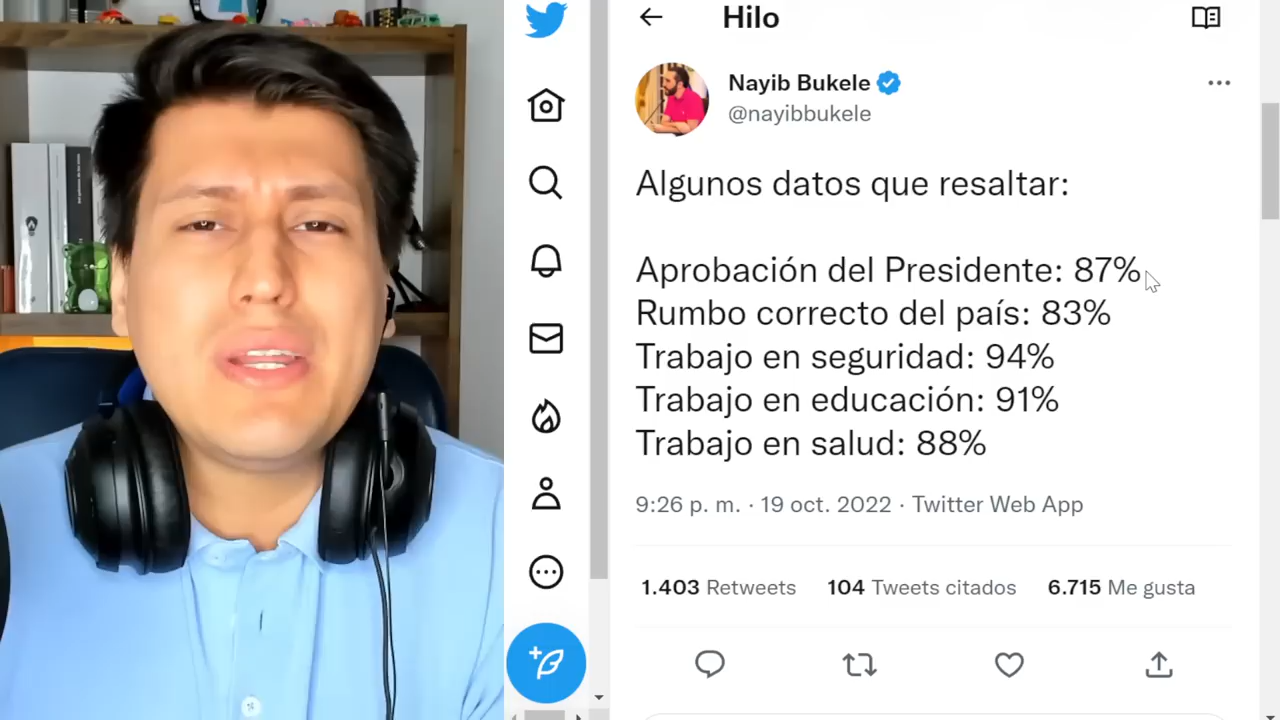 Hilo
Nayib Bukele
@nayibbukele
Algunos datos que resaltar:
Aprobación del Presidente: 87%
Rumbo correcto del país: 83%
Trabajo en seguridad: 94%
Trabajo en educación: 91%
Trabajo en salud: 88%
9:26 p. m. · 19 oct. 2022 · Twitter Web App
1.403 Retweets 104 Tweets citados 6.715 Me gusta